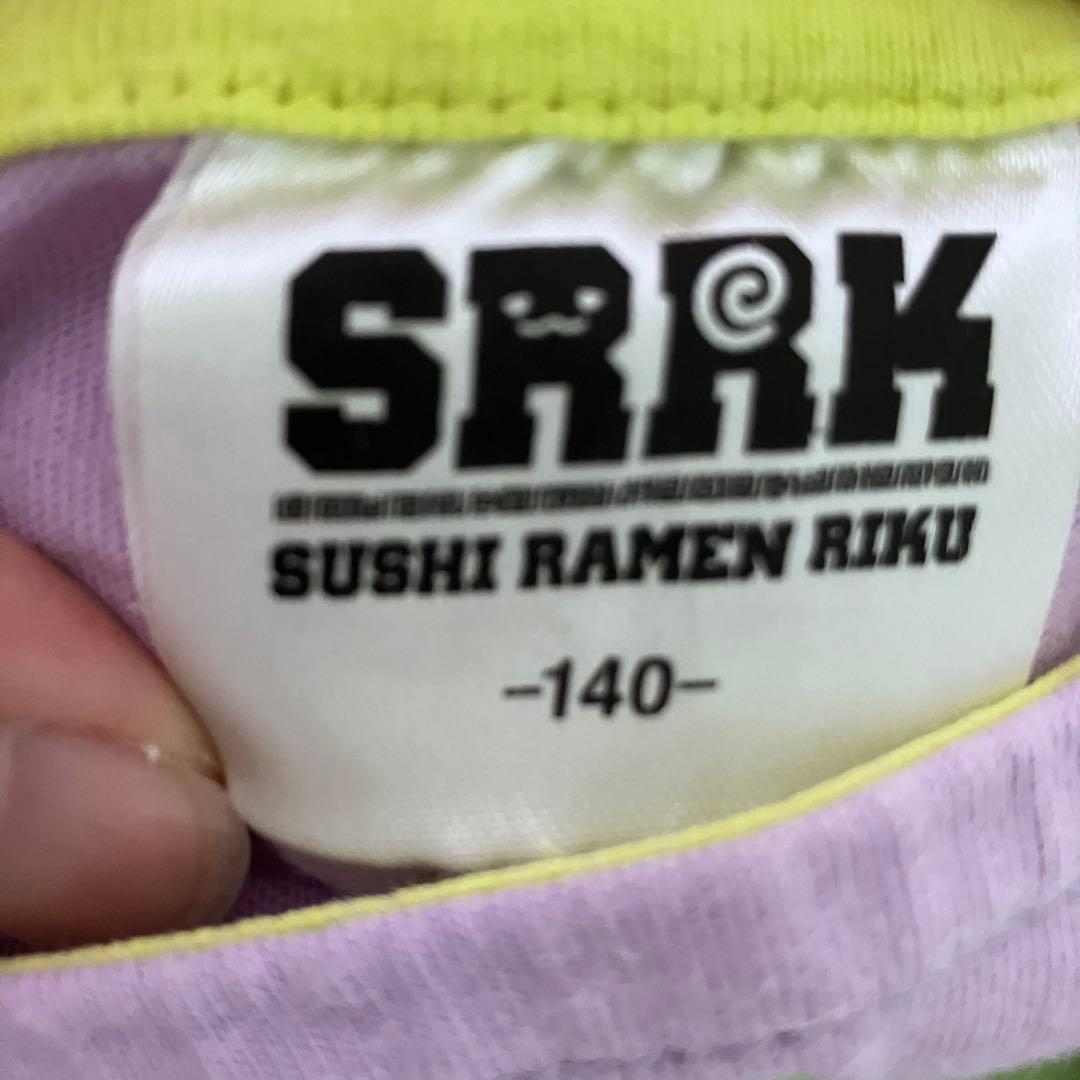 SRRK
SUSHI RAMEN RIKU
-140-